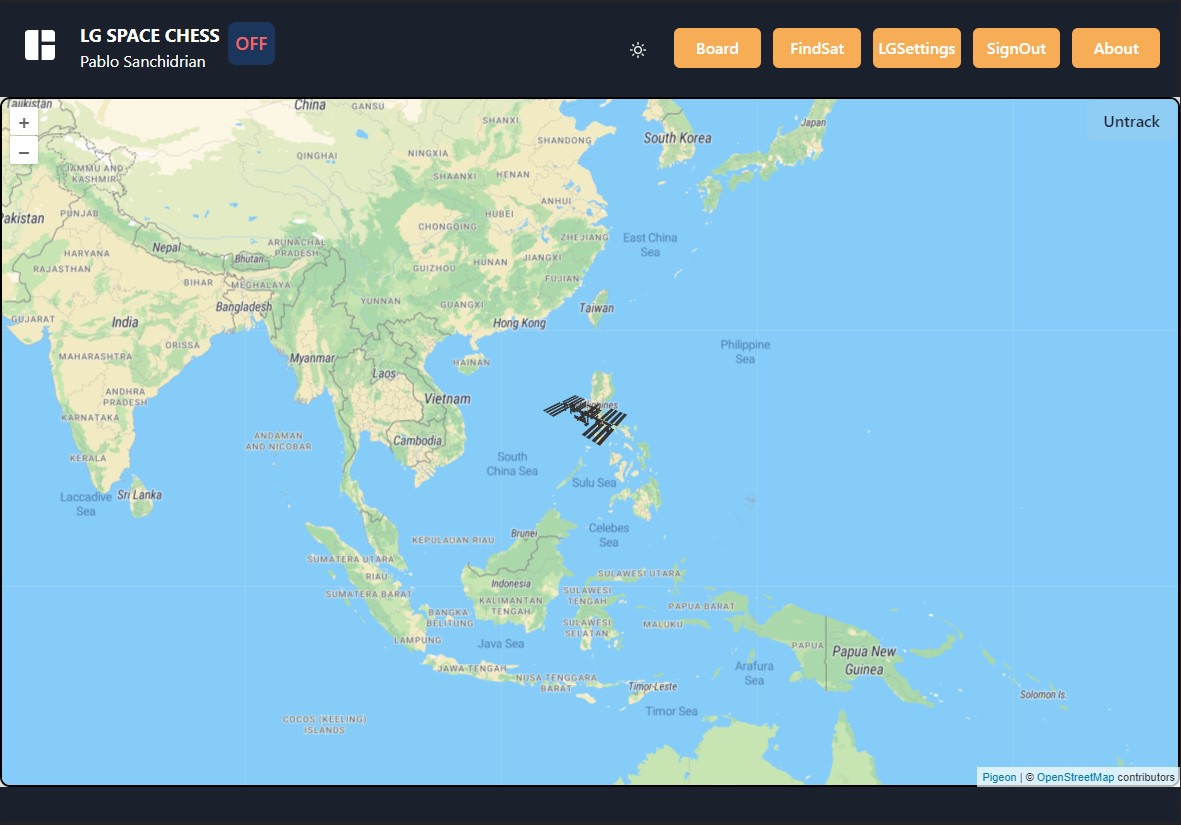 LG SPACE CHESS
Pablo Sanchidrian
OFF
Board
FindSat
LGSettings
SignOut
About
+
−
Untrack
Tajikistan
China
GANSU
SHANXI
SHANDONG
South Korea
Japan
QINGHAI
NINGXIA
SHAANXI
HENAN
JAMMU AND
KASHMIR
ANHUI
Pakistan
PUNJAB
HUBEI
CHONGQING
ZHEJIANG
East China
Sea
Nepal
ARUNACHAL
PRADESH
HARYANA
Bhutan
HUNAN
JIANGXI
RAJASTHAN
GUIZHOU
FUJIAN
BIHAR
MEGHALAYA
YUNNAN
GUANGXI
Bangladesh
Taiwan
GUJARAT
India
Hong Kong
ORISSA
Philippine
Sea
MAHARASHTRA
Myanmar
HAINAN
Laos
ANDHRA
PRADESH
Vietnam
KARNATAKA
ANDAMAN
AND NICOBAR
Cambodia
KERALA
South
China Sea
Sulu Sea
Laccadive
Sea
Sri Lanka
Celebes
Sea
Brunei
KEPULAUAN RIAU
SUMATERA UTARA
RIAU
SULAWESI UTARA
Indonesia
SUMATERA BARAT
KALIMANTAN
TENGAH
SULAWESI
TENGAH
PAPUA BARAT
BANGKA
BELITUNG
SULAWESI
SELATAN
MALUKU
LAMPUNG
Java Sea
PAPUA
Papua New
Guinea
JAWA TENGAH
NUSA TENGGARA
BARAT
Arafura
Sea
Timor-Leste
Solomon Is.
Timor Sea
COCOS (KEELING)
ISLANDS
Pigeon | © OpenStreetMap contributors